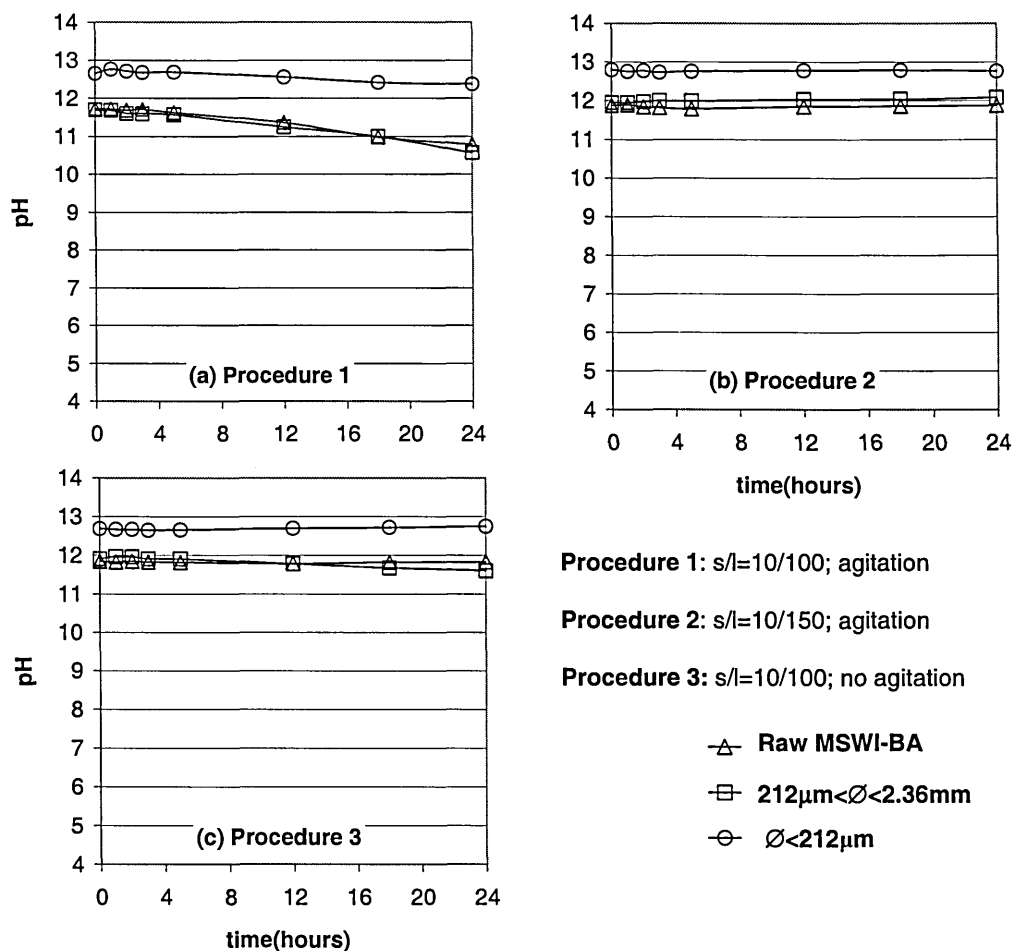 14
13
12
11
10
9
8
7
6
5
4
pH
(a) Procedure 1
0 4 8 12 16 20 24
14
13
12
11
10
9
8
7
6
5
4
(b) Procedure 2
0 4 8 12 16 20 24
time(hours)
14
13
12
11
10
9
8
7
6
5
4
pH
(c) Procedure 3
0 4 8 12 16 20 24
time(hours)
Procedure 1: s/l=10/100; agitation
Procedure 2: s/l=10/150; agitation
Procedure 3: s/l=10/100; no agitation
Raw MSWI-BA
212μm<∅<2.36mm
∅<212μm